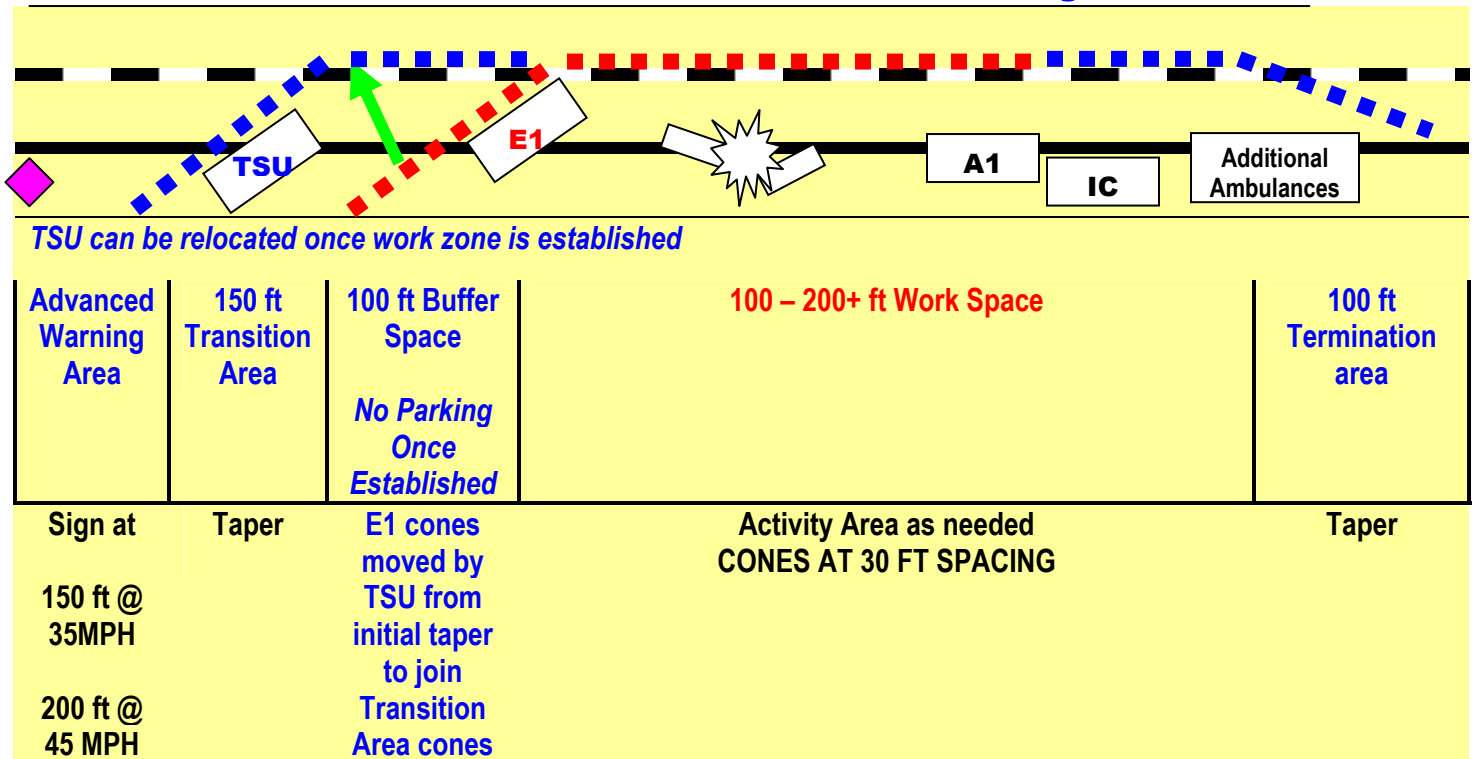 TSU
E1
A1
IC
Additional
Ambulances
TSU can be relocated once work zone is established
Advanced
Warning
Area
150 ft
Transition
Area
100 ft Buffer
Space
No Parking
Once
Established
100 – 200+ ft Work Space
100 ft
Termination
area
Sign at
150 ft @
35MPH
200 ft @
45 MPH
Taper
E1 cones
moved by
TSU from
initial taper
to join
Transition
Area cones
Activity Area as needed
CONES AT 30 FT SPACING
Taper